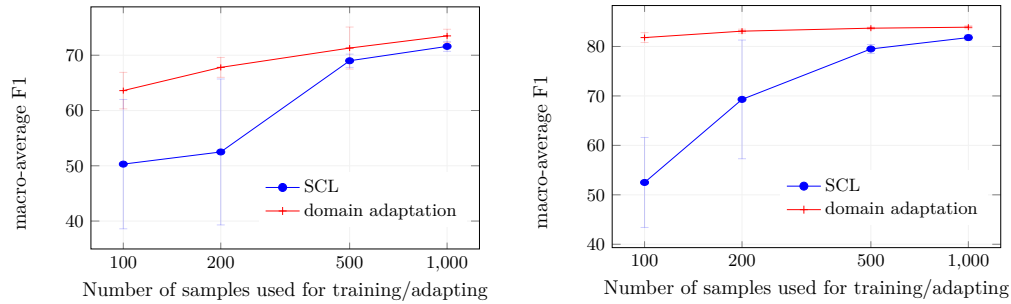 macro-average F1
70
60
50
40
SCL
domain adaptation
100 200 500 1,000
Number of samples used for training/adapting
macro-average F1
80
70
60
50
40
SCL
domain adaptation
100 200 500 1,000
Number of samples used for training/adapting